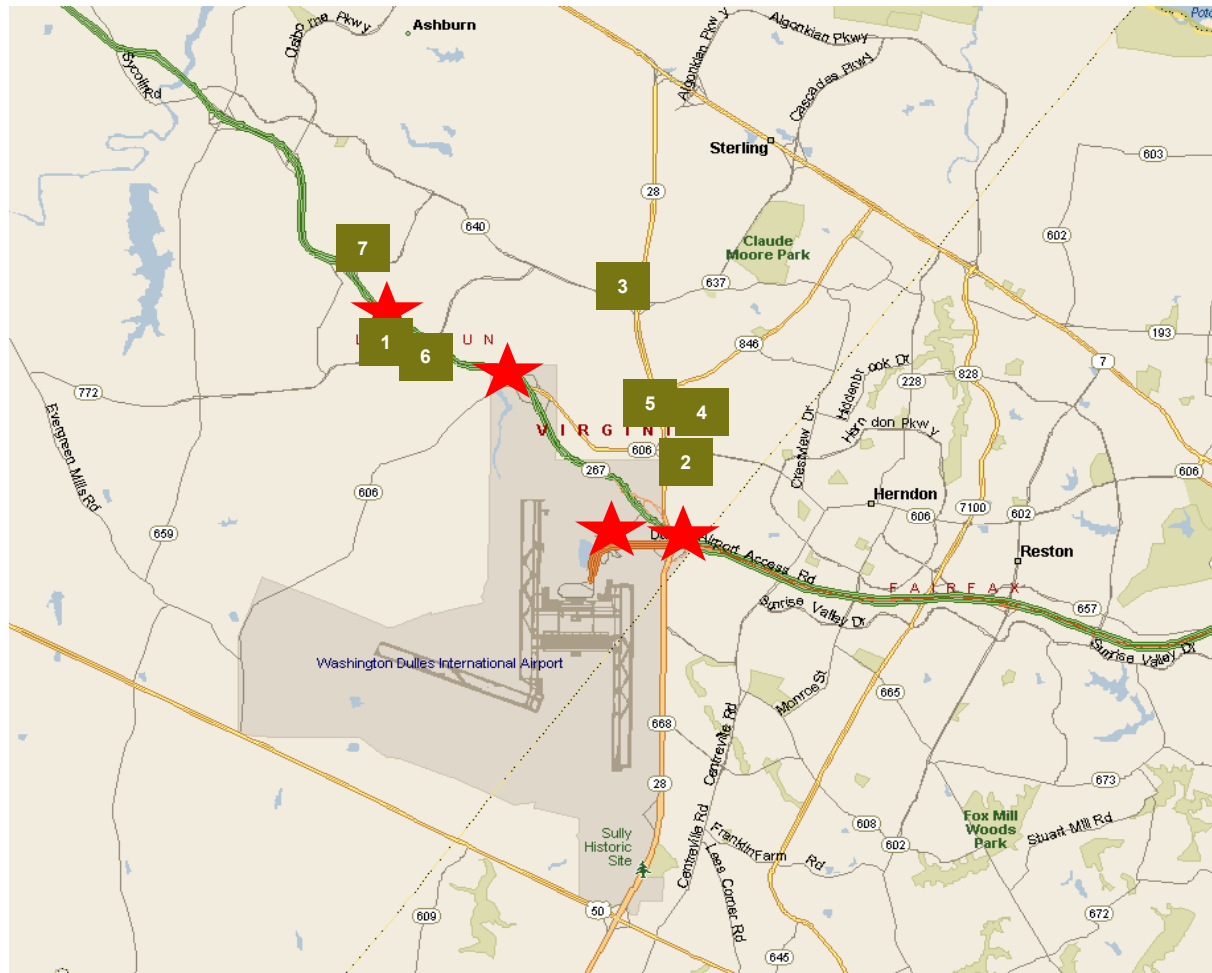 Ashburn
Claiborne Pkwy
Sycolin Rd
Algonkian Pkwy
Algonkian Pkwy
Cascades Pkwy
Sterling
28
603
602
Claude
Moore Park
640
637
7
3
193
1
6
U N
846
7
772
5
4
Hiddenbrook Dr
228
828
Crestview Dr
Herndon Pkwy
V I R G I N I
606
2
267
606
Evergreen Mills Rd
606
Herndon
7100
602
606
659
Airport Access Rd
Reston
F A I R F A X
657
Sunrise Valley Dr
Sunrise Valley Dr
Washington Dulles International Airport
Monroe St
665
668
Centreville Rd
28
673
608
602
Fox Mill
Woods
Park
Stuart Mill Rd
Sully
Historic
Site
Centreville Rd
Franklin Farm Rd
Lees Corner Rd
50
609
672
645